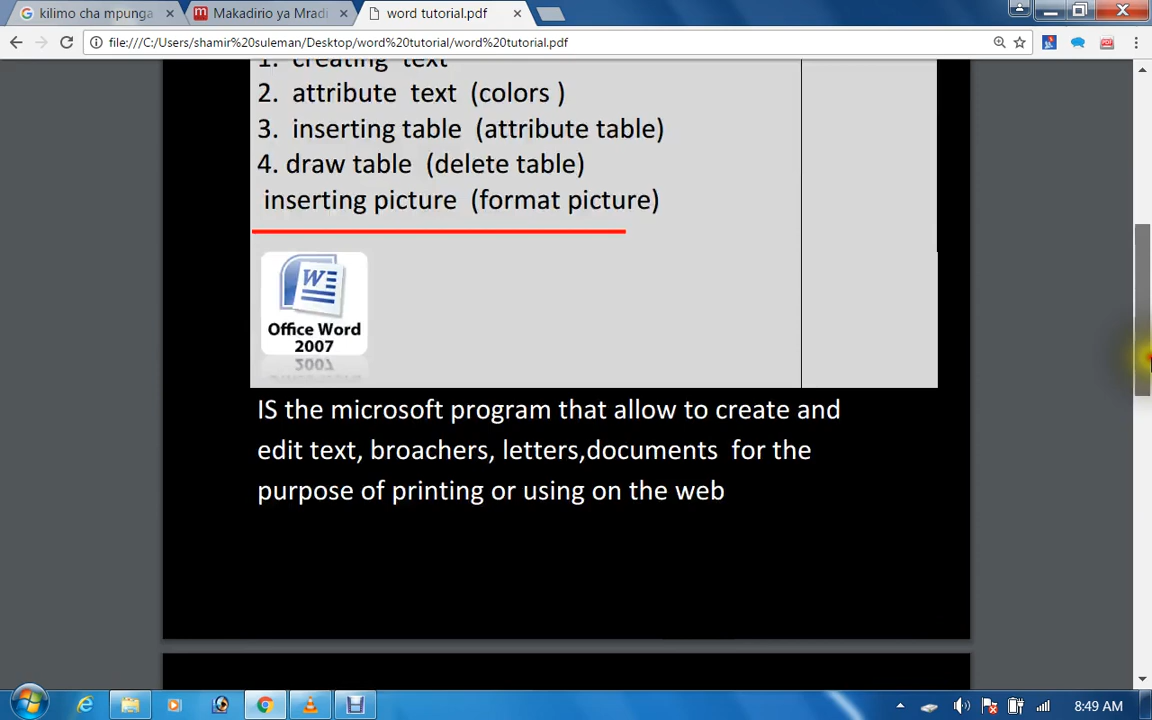 kilimo cha mpunga
Makadirio ya Mradi
word tutorial.pdf
file:///C:/Users/shamir%20suleman/Desktop/word%20tutorial/word%20tutorial.pdf
1. creating text
2. attribute text (colors )
3. inserting table (attribute table)
4. draw table (delete table)
inserting picture (format picture)
Office Word
2007
IS the microsoft program that allow to create and
edit text, broachers, letters,documents for the
purpose of printing or using on the web
8:49 AM